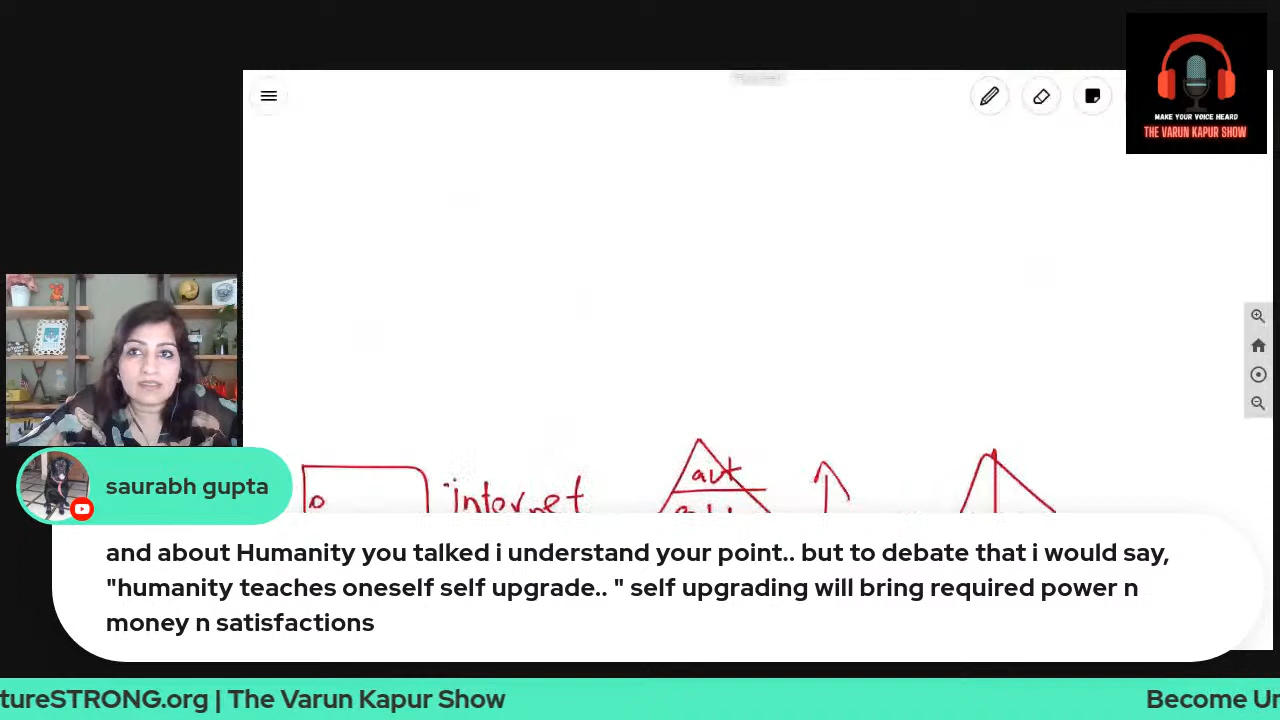 MAKE YOUR VOICE HEARD
THE VARUN KAPUR SHOW
aut
internet
saurabh gupta
and about Humanity you talked i understand your point.. but to debate that i would say,
"humanity teaches oneself self upgrade.. " self upgrading will bring required power n
money n satisfactions
tureSTRONG.org | The Varun Kapur Show
Become Un